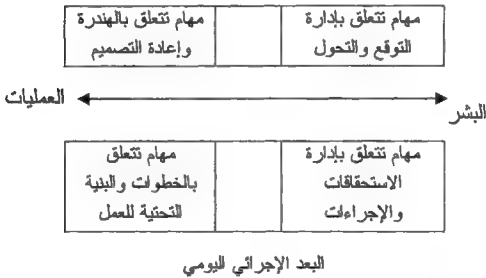 مهام تتعلق بإدارة
التوقع والتحول
مهام تتعلق بالهندرة
وإعادة التصميم
البشر
العمليات
مهام تتعلق بإدارة
الاستحقاقات
والإجراءات
مهام تتعلق
بالخطوات والبنية
التحتية للعمل
البعد الإجرائي اليومي